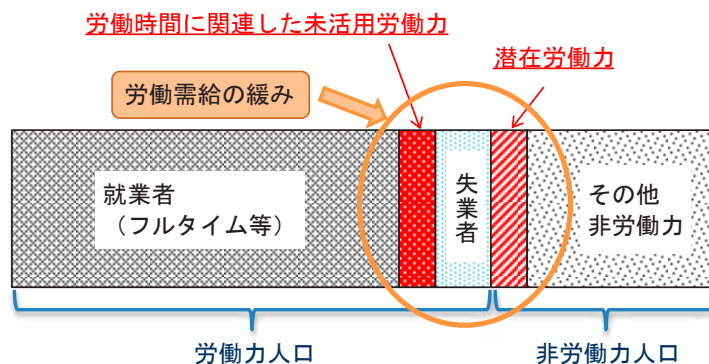 労働時間に関連した未活用労働力
潜在労働力
労働需給の緩み
就業者
（フルタイム等）
失業者
その他
非労働力
労働力人口
非労働力人口